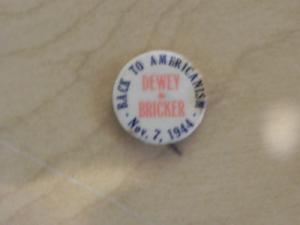 BACK TO AMERICANISM
DEWEY
&
BRICKER
- Nov. 7, 1944 -